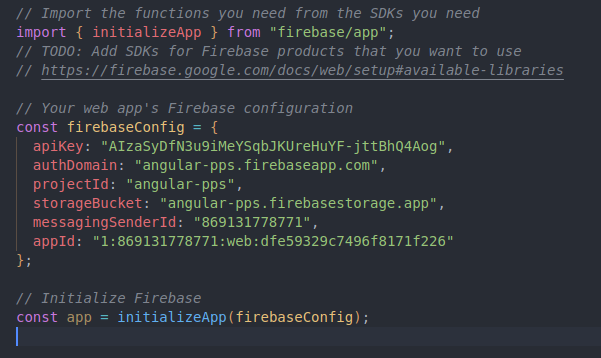 // Import the functions you need from the SDKs you need
import { initializeApp } from "firebase/app";
// TODO: Add SDKs for Firebase products that you want to use
// https://firebase.google.com/docs/web/setup#available-libraries
// Your web app's Firebase configuration
const firebaseConfig = {
apiKey: "AIzaSyDfN3u9iMeYSqbJKUreHuYF-jttBhQ4Aog",
authDomain: "angular-pps.firebaseapp.com",
projectId: "angular-pps",
storageBucket: "angular-pps.firebasestorage.app",
messagingSenderId: "869131778771",
appId: "1:869131778771:web:dfe59329c7496f8171f226"
};
// Initialize Firebase
const app = initializeApp(firebaseConfig);